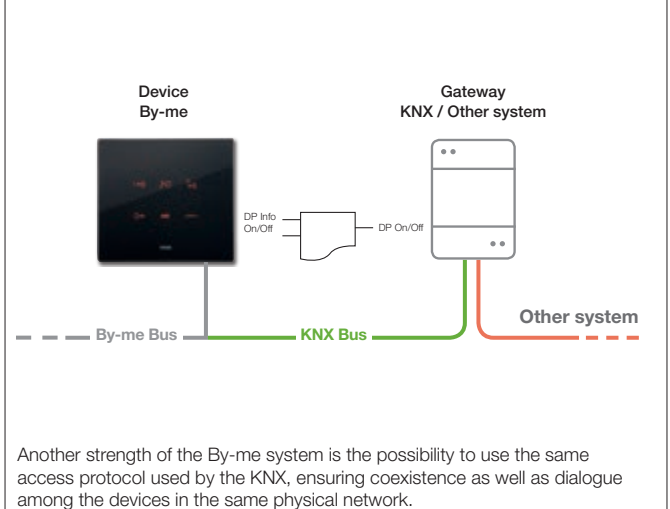 Device
By-me
Gateway
KNX / Other system
DP Info
On/Off
DP On/Off
Other system
By-me Bus
KNX Bus
Another strength of the By-me system is the possibility to use the same
access protocol used by the KNX, ensuring coexistence as well as dialogue
among the devices in the same physical network.